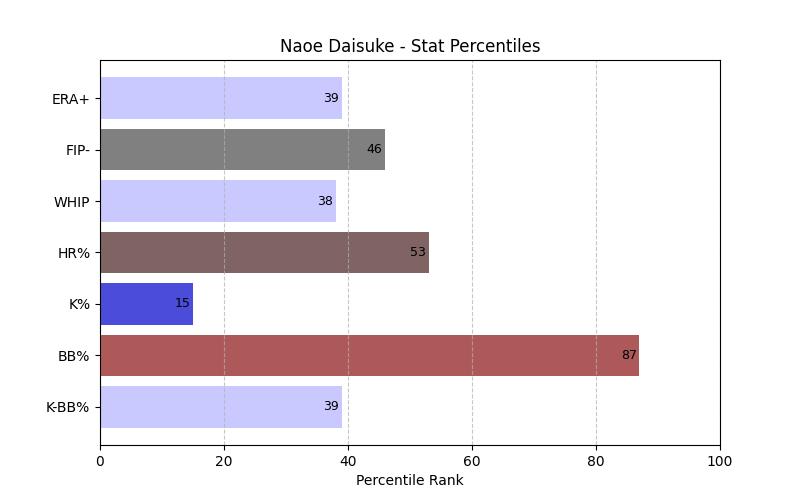 Naoe Daisuke - Stat Percentiles
ERA+ 39
FIP- 46
WHIP 38
HR% 53
K% 15
BB% 87
K-BB% 39
0 20 40 60 80 100
Percentile Rank